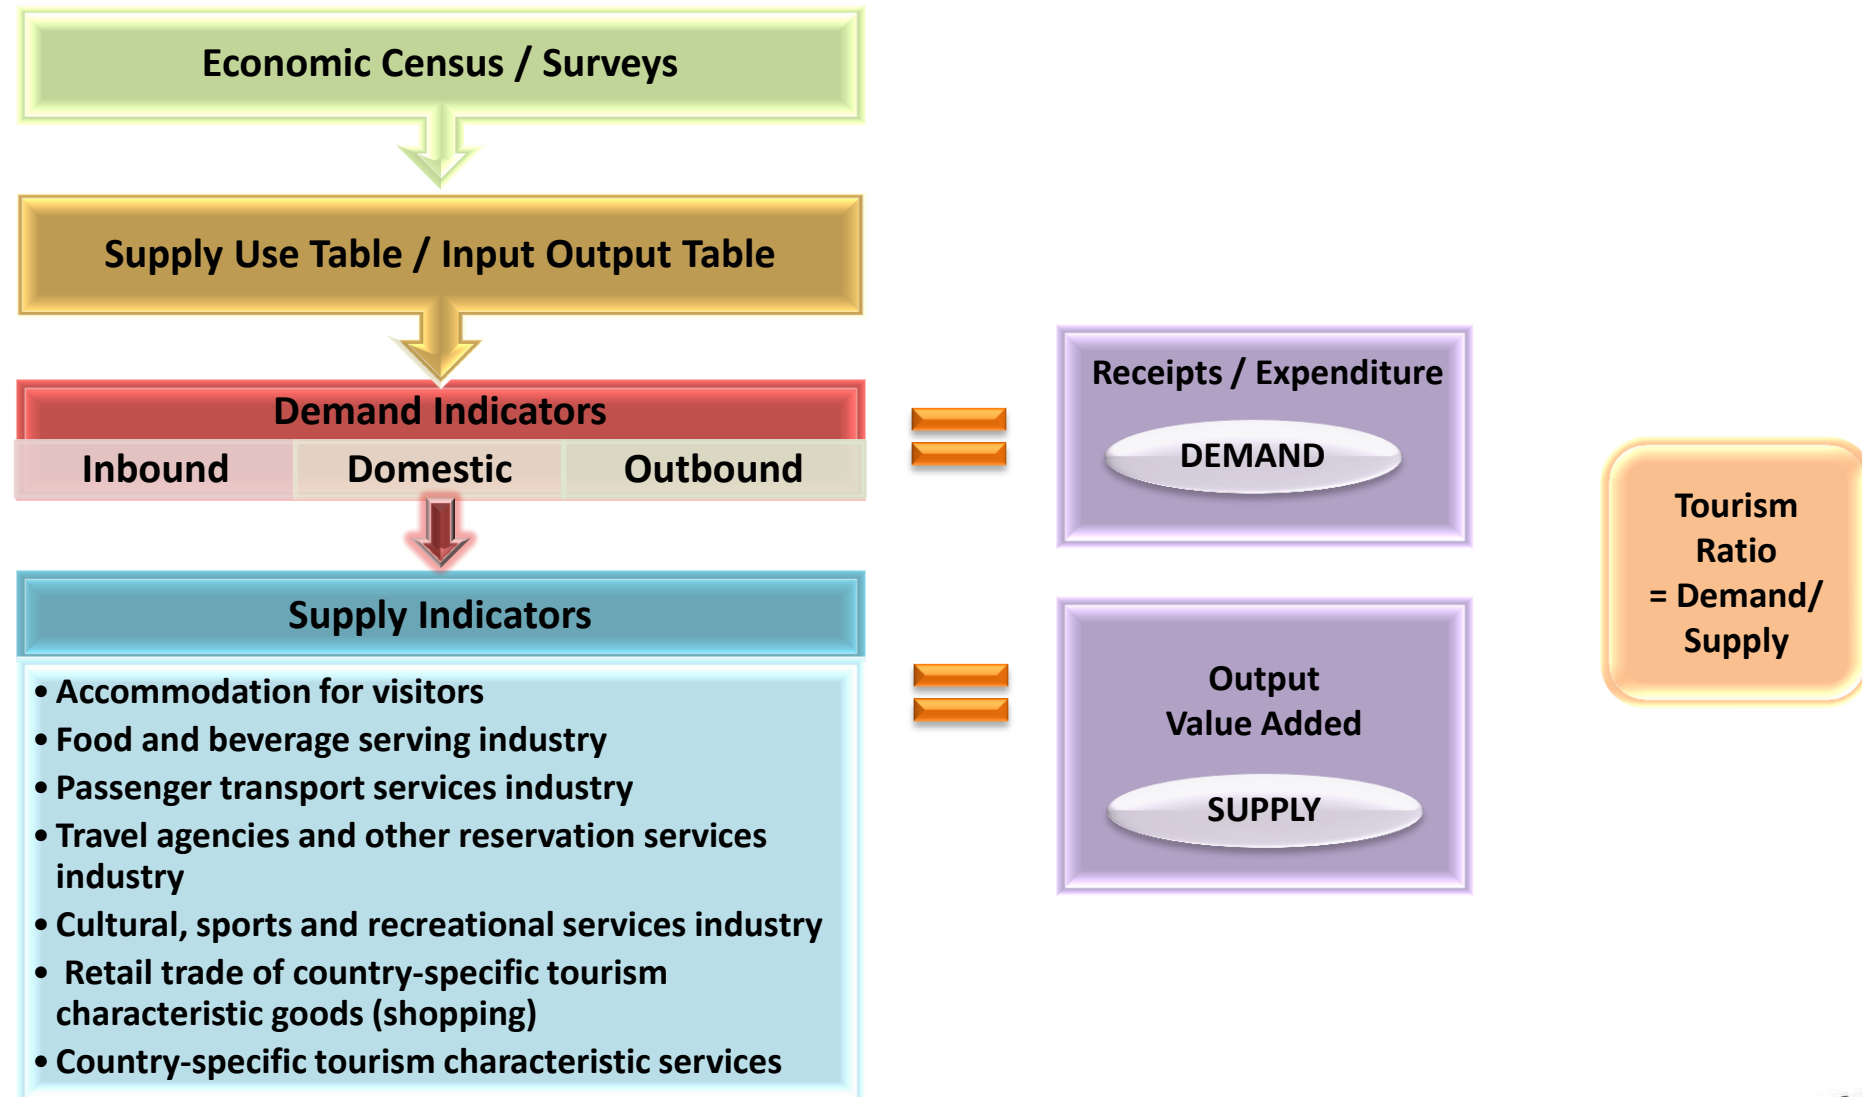 Economic Census / Surveys
Supply Use Table / Input Output Table
Demand Indicators
Inbound
Domestic
Outbound
Supply Indicators
• Accommodation for visitors
• Food and beverage serving industry
• Passenger transport services industry
• Travel agencies and other reservation services
industry
• Cultural, sports and recreational services industry
• Retail trade of country-specific tourism
characteristic goods (shopping)
• Country-specific tourism characteristic services
Receipts / Expenditure
DEMAND
Output
Value Added
SUPPLY
Tourism
Ratio
= Demand/
Supply